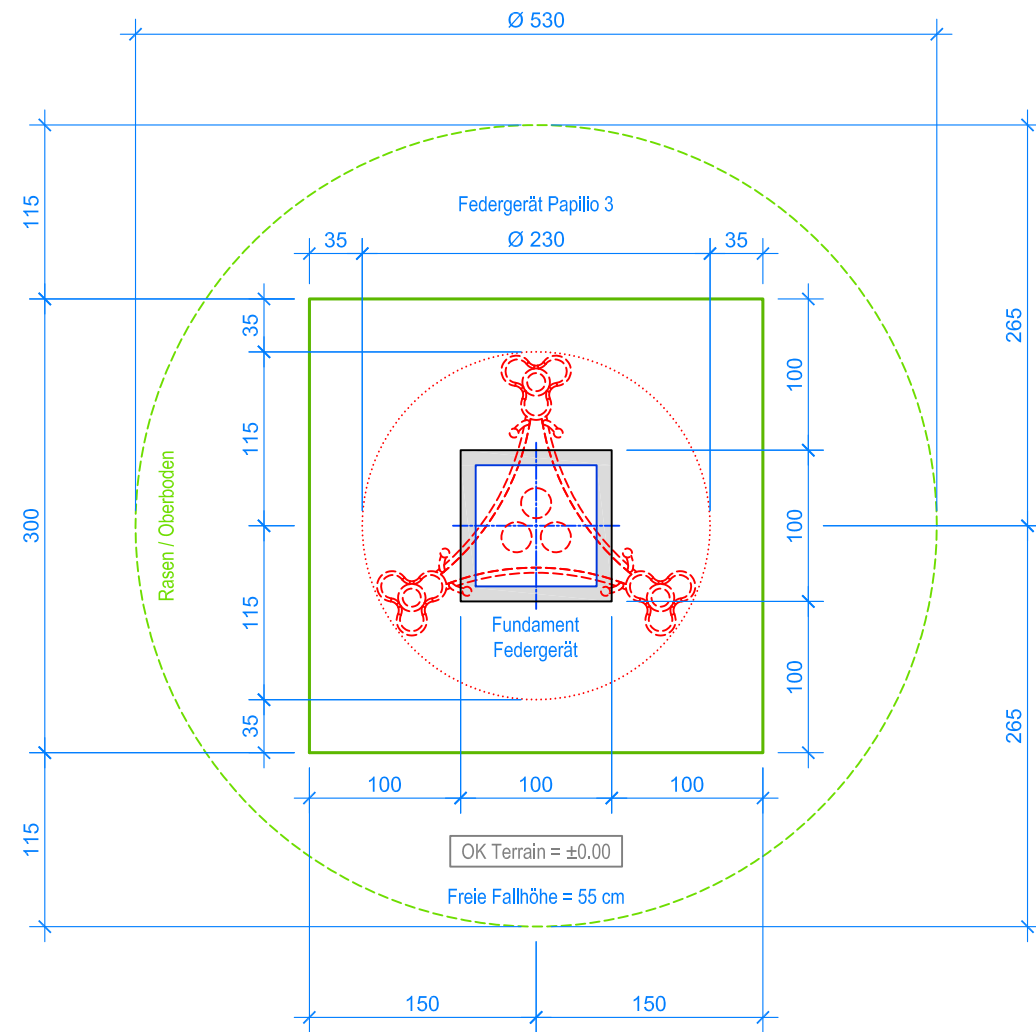 Ø 530
115
Federgerät Papilio 3
35
Ø 230
35
265
35
100
115
Rasen / Oberboden
300
100
115
Fundament
Federgerät
100
35
265
100
100
100
115
OK Terrain = ±0.00
Freie Fallhöhe = 55 cm
150
150